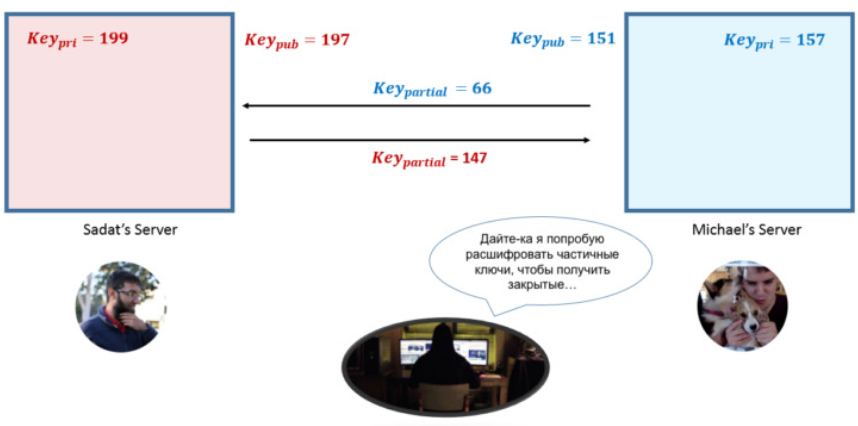 Key_pri = 199
Key_pub = 197
Key_pub = 151
Key_pri = 157
Key_partial = 66
Key_partial = 147
Sadat's Server
Michael's Server
Дайте-ка я попробую
расшифровать частичные
ключи, чтобы получить
закрытые...